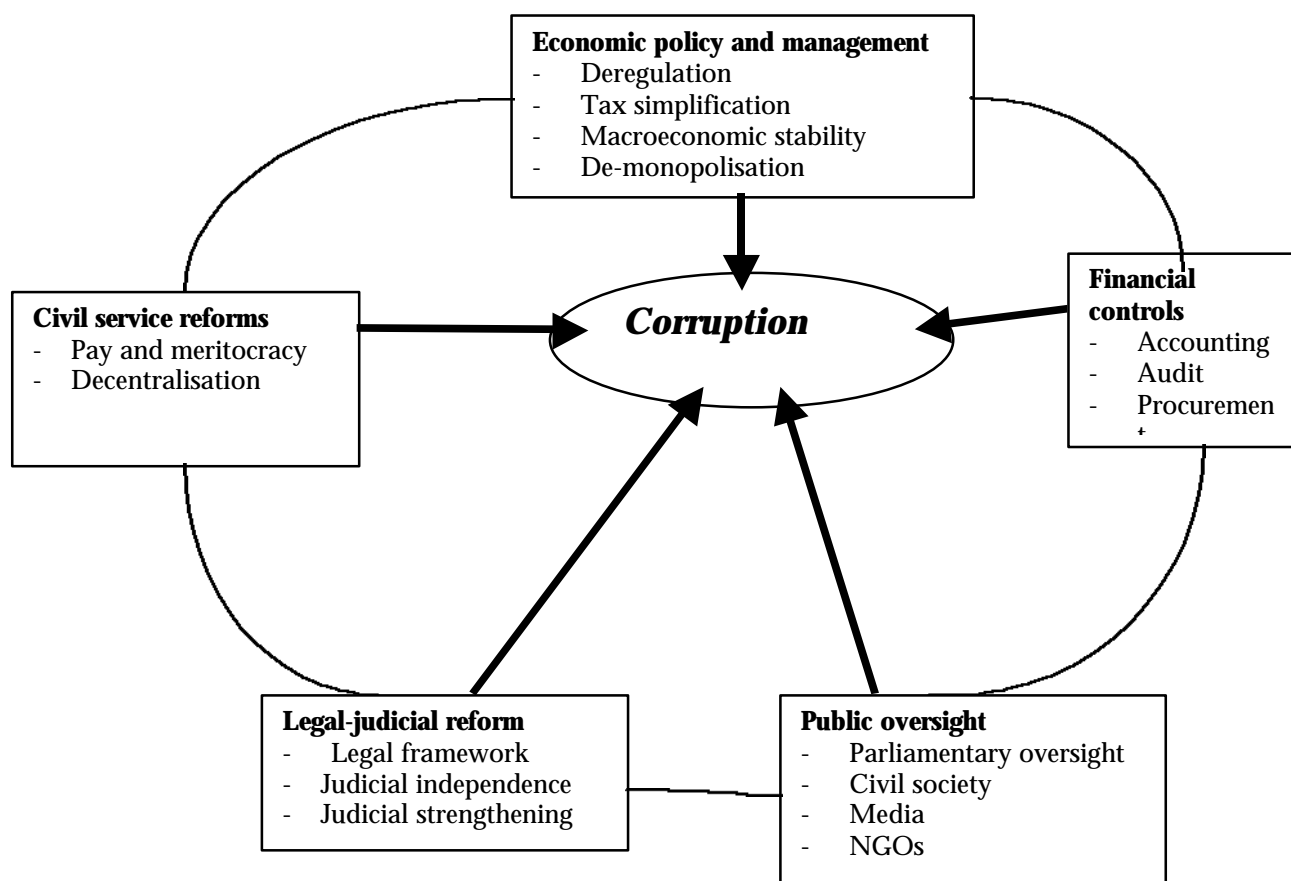 Economic policy and management
- Deregulation
- Tax simplification
- Macroeconomic stability
- De-monopolisation
Financial
controls
- Accounting
- Audit
- Procuremen
t
Civil service reforms
- Pay and meritocracy
- Decentralisation
Corruption
Legal-judicial reform
- Legal framework
- Judicial independence
- Judicial strengthening
Public oversight
- Parliamentary oversight
- Civil society
- Media
- NGOs